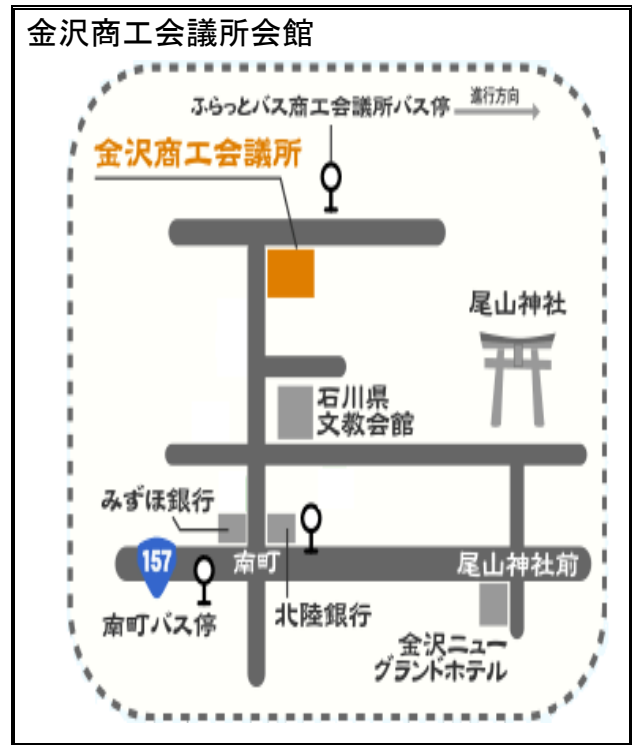 金沢商工会議所会館
ふらっとバス商工会議所バス停
進行方向
金沢商工会議所
尾山神社
石川県
文教会館
みずほ銀行
157
南町
尾山神社前
南町バス停
北陸銀行
金沢ニュー
グランドホテル